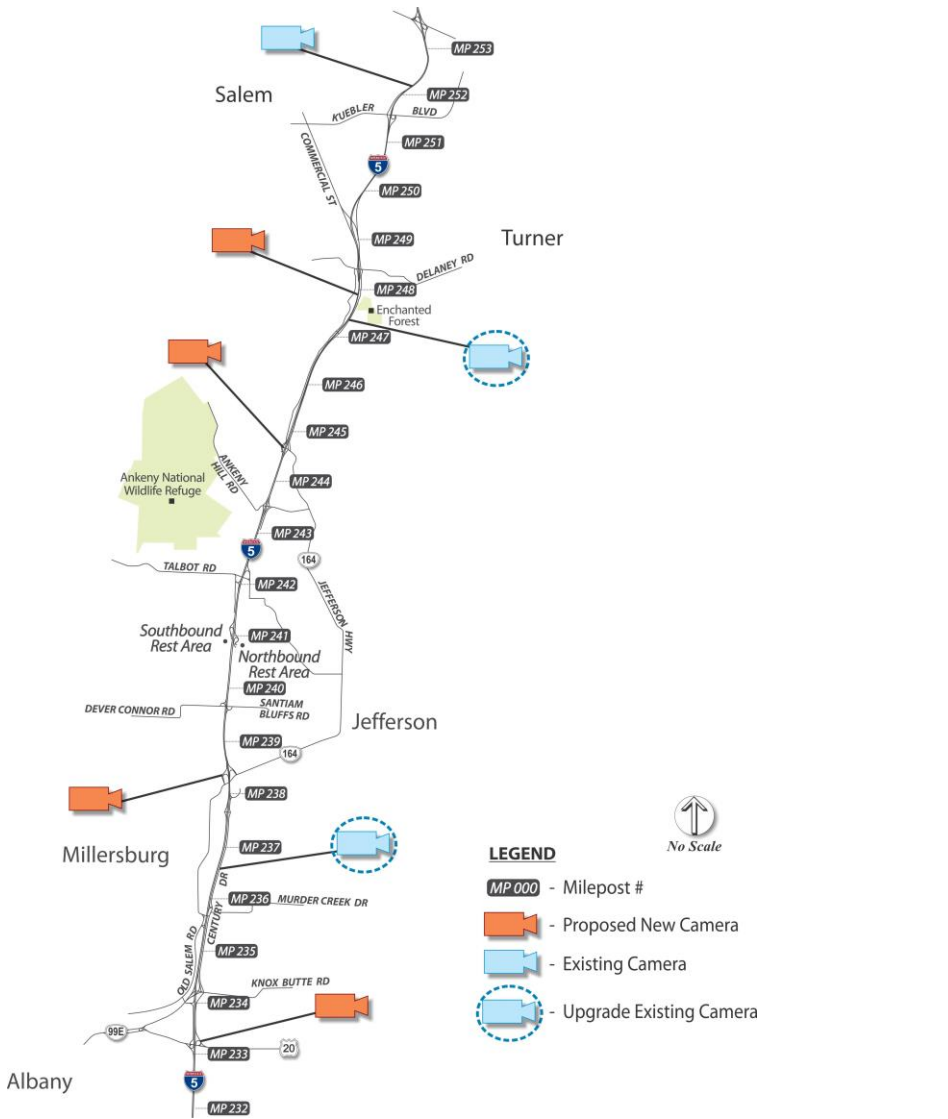 MP 253
Salem
MP 252
KUEBLER BLVD
MP 251
COMMERCIAL ST
5
MP 250
MP 249
Turner
DELANEY RD
MP 248
Enchanted
Forest
MP 247
MP 246
MP 245
ANKENY
HILL RD
MP 244
Ankeny National
Wildlife Refuge
MP 243
5
164
TALBOT RD
MP 242
JEFFERSON HWY
Southbound
Rest Area
MP 241
Northbound
Rest Area
MP 240
DEVER CONNOR RD
SANTIAM
BLUFFS RD
Jefferson
MP 239
164
MP 238
Millersburg
MP 237
MP 236
MURDER CREEK DR
CENTURY DR
OLD SALEM RD
MP 235
KNOX BUTTE RD
MP 234
99E
20
MP 233
Albany
5
MP 232
No Scale
LEGEND
MP 000 - Milepost #
- Proposed New Camera
- Existing Camera
- Upgrade Existing Camera